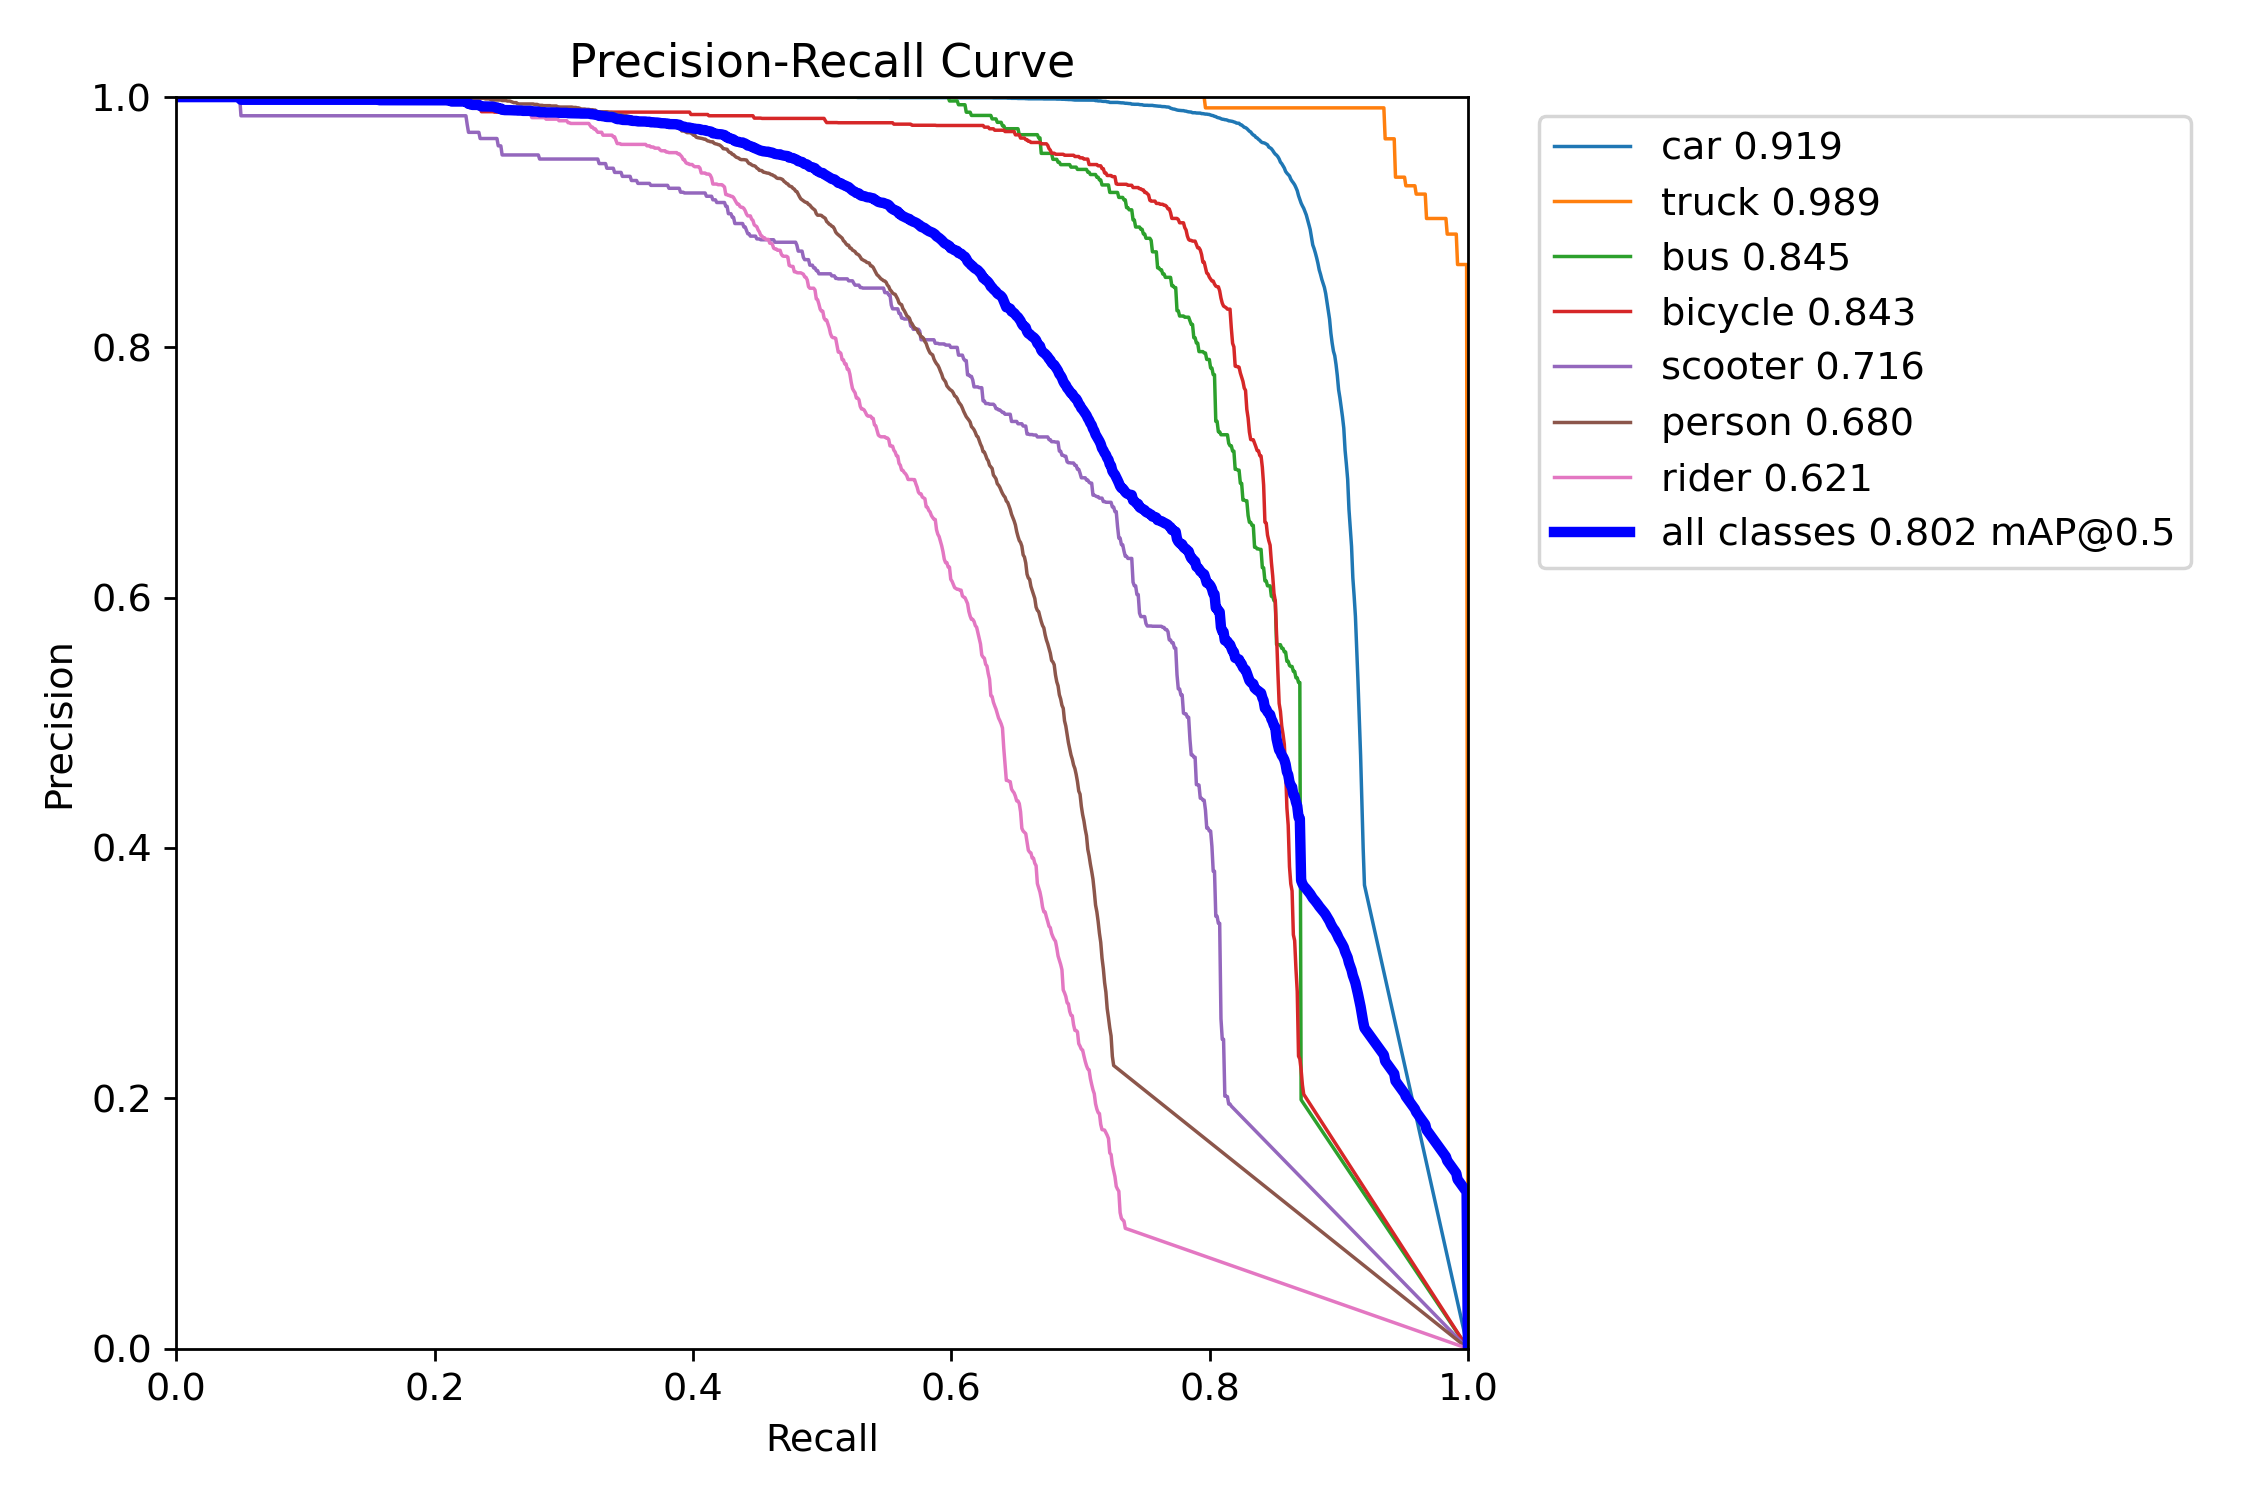 Precision-Recall Curve
1.0
0.8
0.6
0.4
0.2
0.0
Precision
0.0 0.2 0.4 0.6 0.8 1.0
Recall
car 0.919
truck 0.989
bus 0.845
bicycle 0.843
scooter 0.716
person 0.680
rider 0.621
all classes 0.802 mAP@0.5